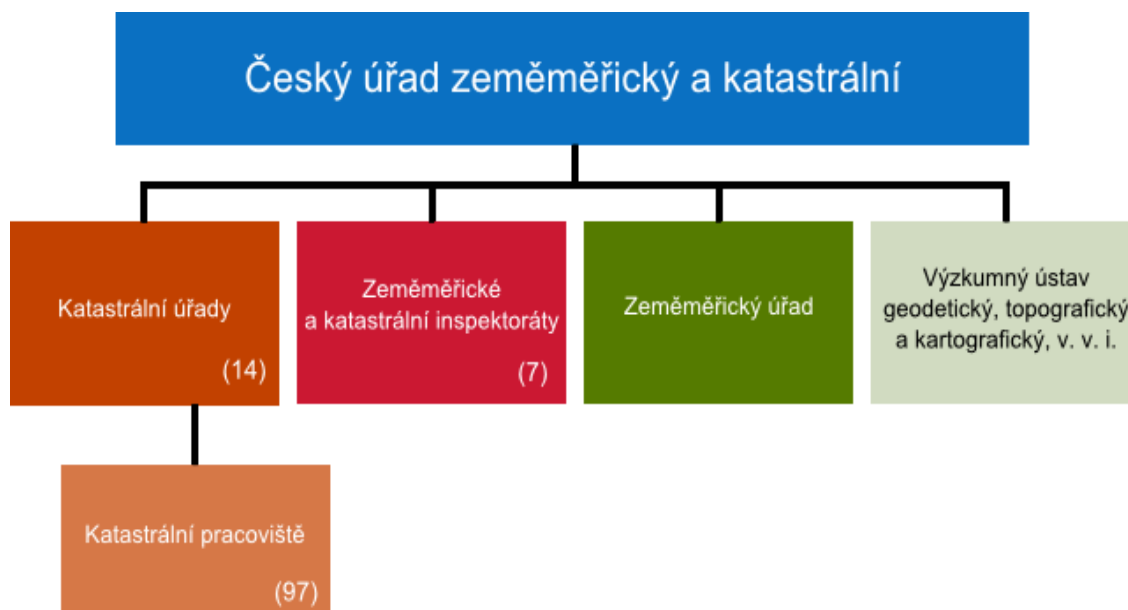 Český úřad zeměměřický a katastrální
Katastrální úřady
(14)
Zeměměřické
a katastrální inspektoráty
(7)
Zeměměřický úřad
Výzkumný ústav
geodetický, topografický
a kartografický, v. v. i.
Katastrální pracoviště
(97)